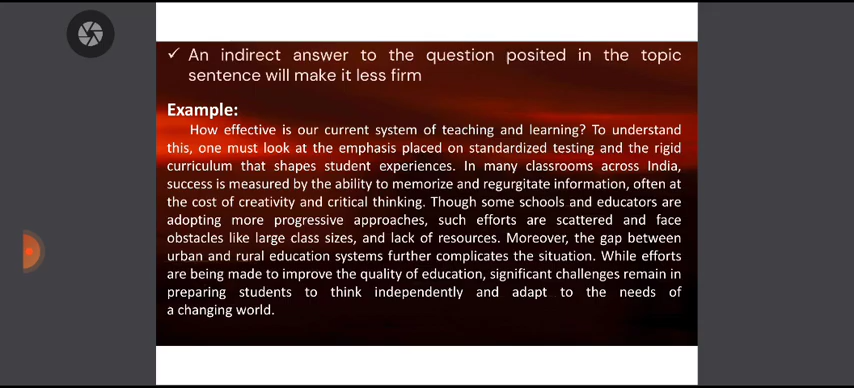 ✓ An indirect answer to the question posited in the topic
sentence will make it less firm
Example:
How effective is our current system of teaching and learning? To understand
this, one must look at the emphasis placed on standardized testing and the rigid
curriculum that shapes student experiences. In many classrooms across India,
success is measured by the ability to memorize and regurgitate information, often at
the cost of creativity and critical thinking. Though some schools and educators are
adopting more progressive approaches, such efforts are scattered and face
obstacles like large class sizes, and lack of resources. Moreover, the gap between
urban and rural education systems further complicates the situation. While efforts
are being made to improve the quality of education, significant challenges remain in
preparing students to think independently and adapt to the needs of
a changing world.